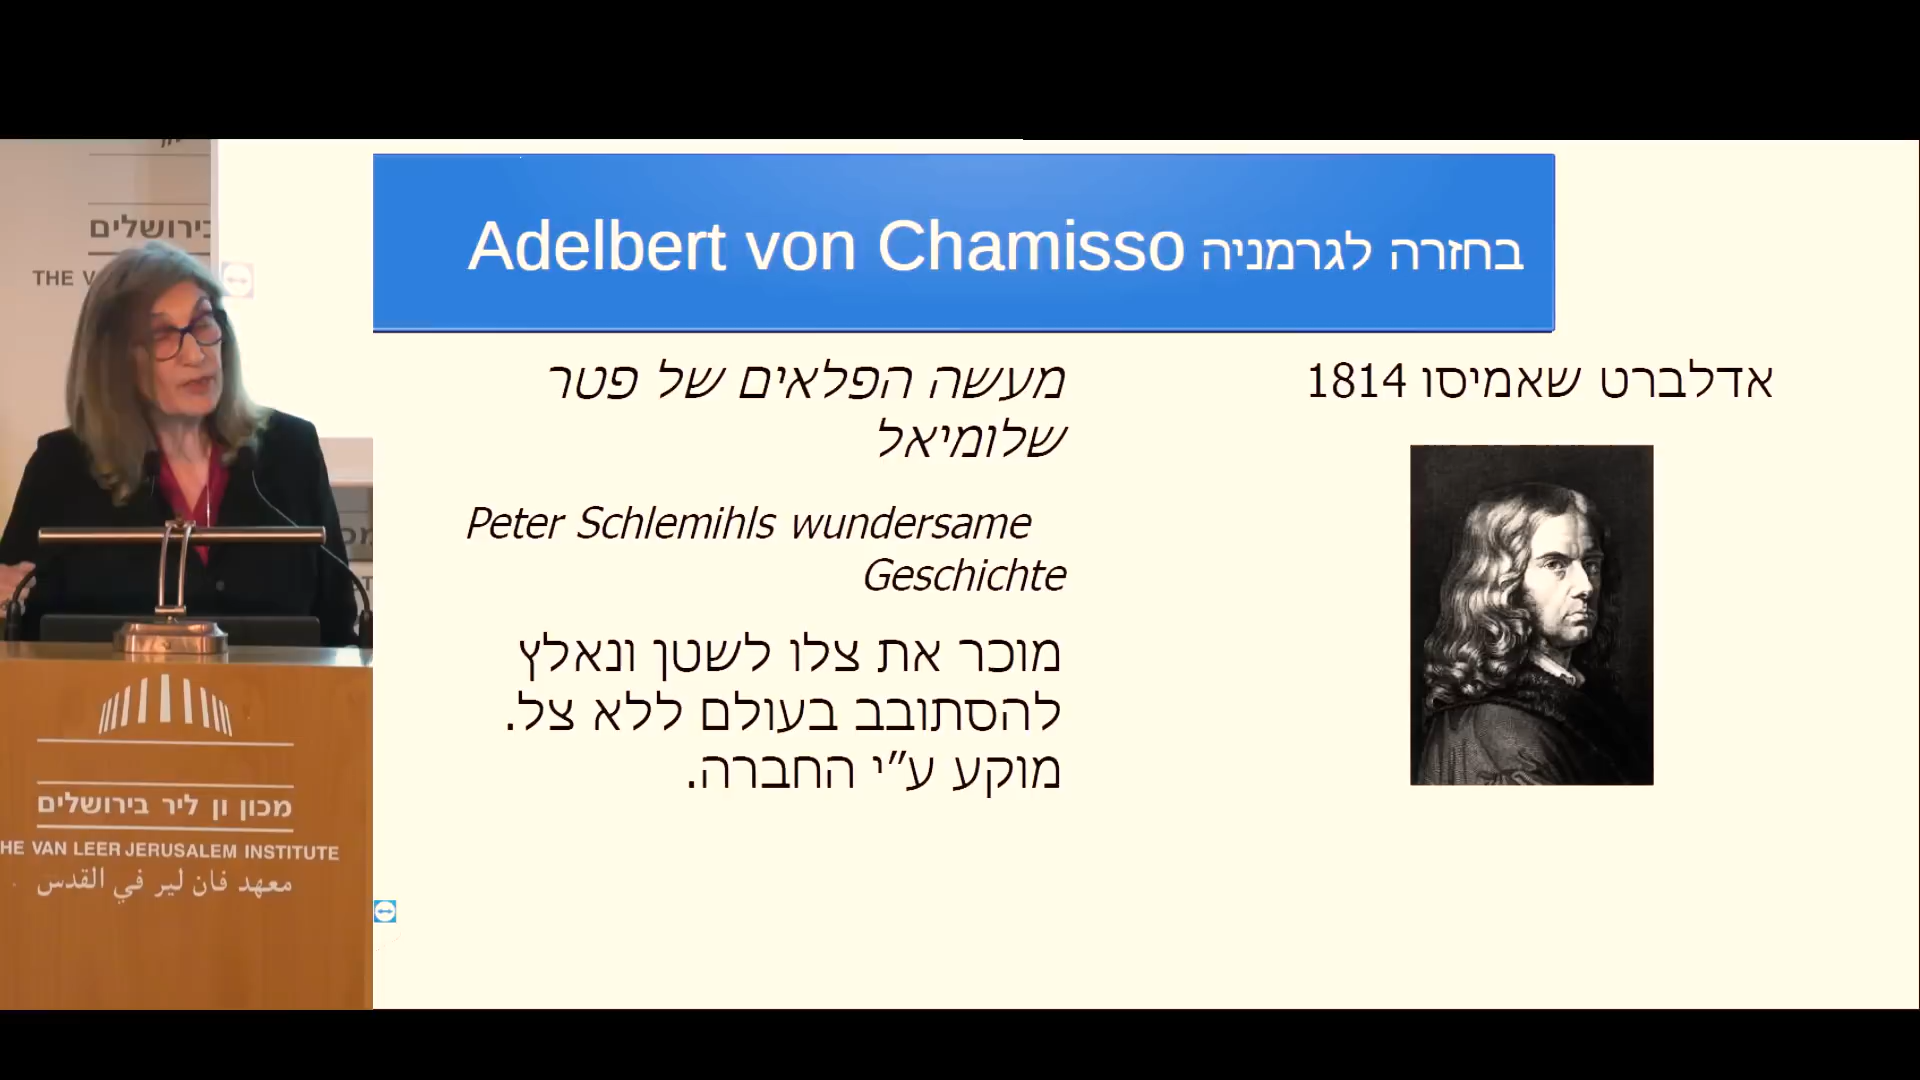 בחזרה לגרמניה Adelbert von Chamisso
אדלברט שאמיסו 1814
מעשה הפלאים של פטר
שלומיאל
Peter Schlemihls wundersame
Geschichte
מוכר את צלו לשטן ונאלץ
להסתובב בעולם ללא צל.
מוקע ע"י החברה.
בירושלים
THE V
מכון ון ליר בירושלים
HE VAN LEER JERUSALEM INSTITUTE
معهد فان لير في القدس